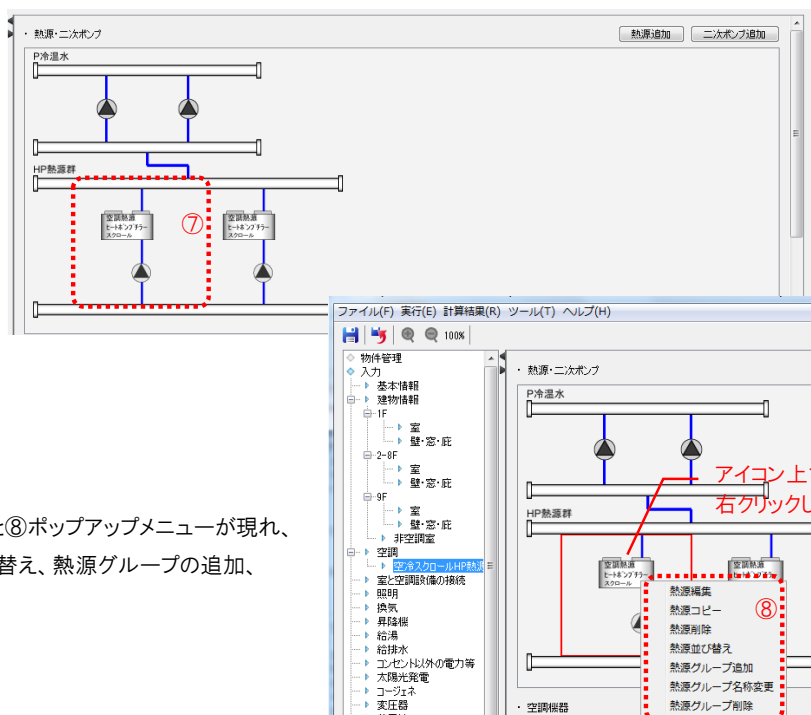 ・ 熱源・二次ポンプ
熱源追加
二次ポンプ追加
P冷温水
HP熱源群
空調熱源
ヒートポンプチラー
スクロール
⑦
空調熱源
ヒートポンプチラー
スクロール
ファイル(F) 実行(E) 計算結果(R) ツール(T) ヘルプ(H)
100%
物件管理
入力
基本情報
建物情報
1F
室
壁・窓・庇
2-8F
室
壁・窓・庇
9F
室
壁・窓・庇
非空調室
空調
空冷スクロールHP熱源
室と空調設備の接続
照明
換気
昇降機
給湯
給排水
コンセント以外の電力等
太陽光発電
コージェネ
変圧器
・ 熱源・二次ポンプ
P冷温水
アイコン上
右クリックし
HP熱源群
空調熱源
ヒートポンプチラー
スクロール
空調熱源
熱源編集
熱源コピー
熱源削除
熱源並び替え
熱源グループ追加
熱源グループ名称変更
熱源グループ削除
⑧
・ 空調機器
と⑧ポップアップメニューが現れ、
替え、熱源グループの追加、